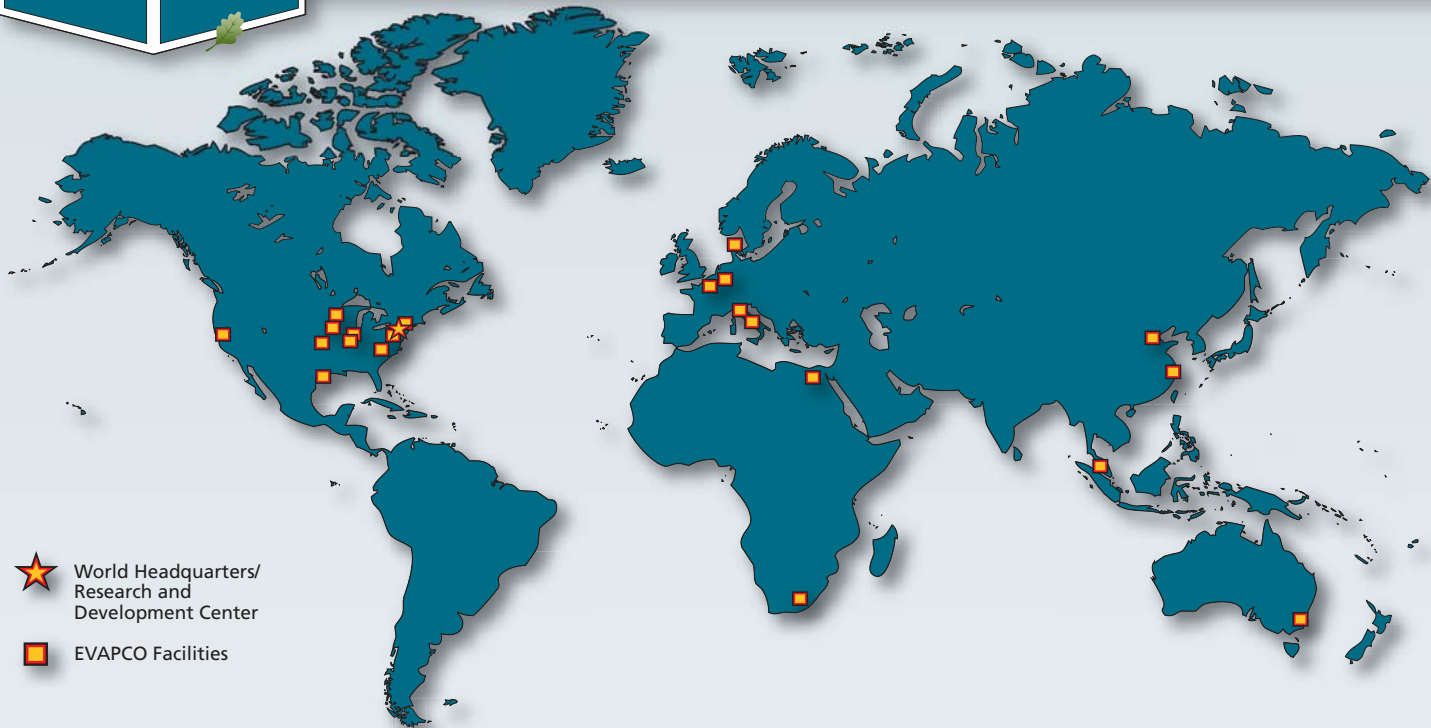 World Headquarters/
Research and
Development Center
EVAPCO Facilities